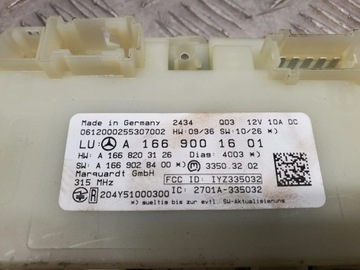 Made in Germany 2434 Q03 12V 10A DC
0612000255307002 HW:09/36 SW:10/26 *)
LU: A 166 900 16 01
HW: A 166 820 31 26 Diag: 4003 *)
SW: A 166 902 84 00 *) 3350.32.02
Marquardt GmbH FCC ID: IYZ335032
315 MHz IC: 2701A-335032
R 204Y51000300 *)
*) gueltig bis zur evtl. SW-Aktualisierung